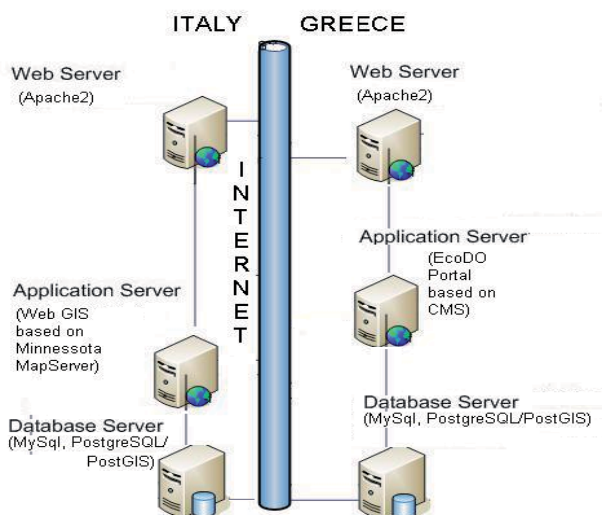 ITALY GREECE
Web Server
(Apache2)
Web Server
(Apache2)
INTERNET
Application Server
(EcoDO
Portal
based on
CMS)
Application Server
(Web GIS
based on
Minnessota
MapServer)
Database Server
(MySql, PostgreSQL/PostGIS)
Database Server
(MySql, PostgreSQL/
PostGIS)